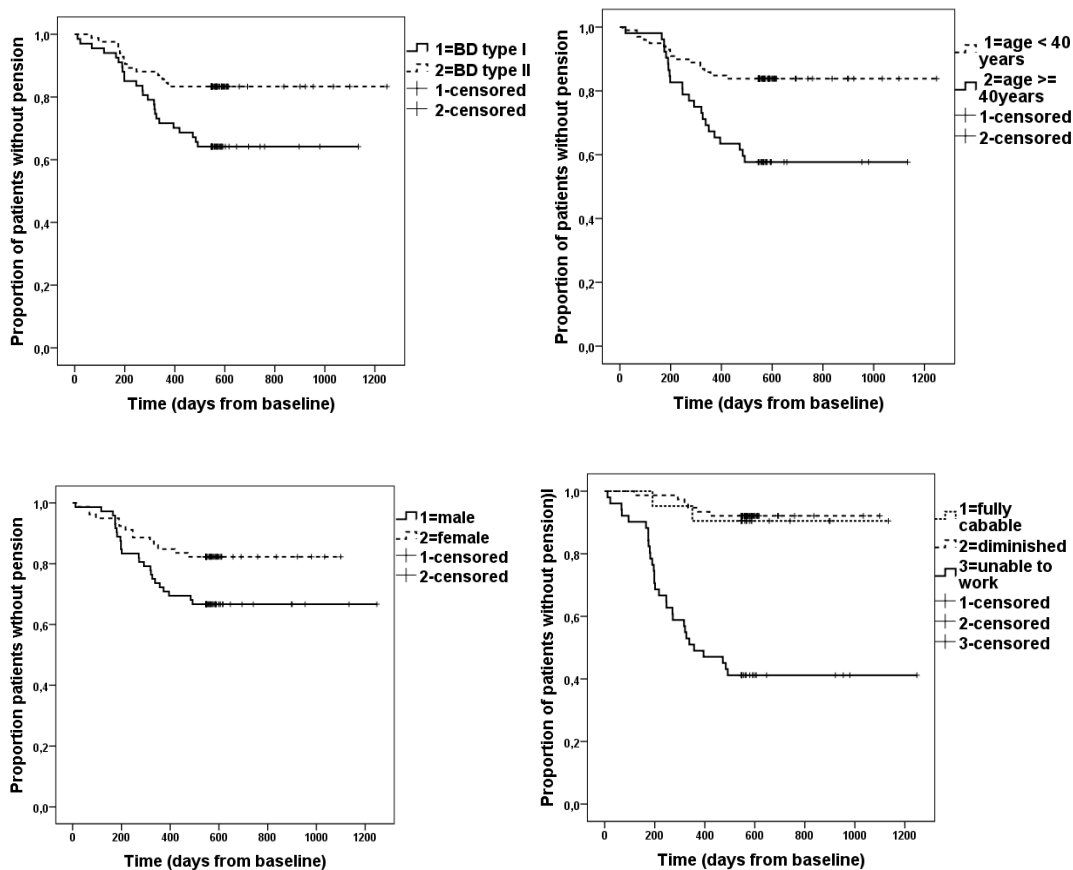 Proportion of patients without pension
1,0
0,8
0,6
0,4
0,2
0,0
0 200 400 600 800 1000 1200
Time (days from baseline)
1=BD type I
2=BD type II
1-censored
2-censored
Proportion of patients without pension
1,0
0,8
0,6
0,4
0,2
0,0
0 200 400 600 800 1000 1200
Time (days from baseline)
1=age < 40
years
2=age >=
40years
1-censored
2-censored
Proportion patients without pension
1,0
0,8
0,6
0,4
0,2
0,0
0 200 400 600 800 1000 1200
Time (days from baseline)
1=male
2=female
1-censored
2-censored
Proportion of patients without pension)l
1,0
0,8
0,6
0,4
0,2
0,0
0 200 400 600 800 1000 1200
Time (days from baseline)
1=fully
cabable
2=diminished
3=unable to
work
1-censored
2-censored
3-censored